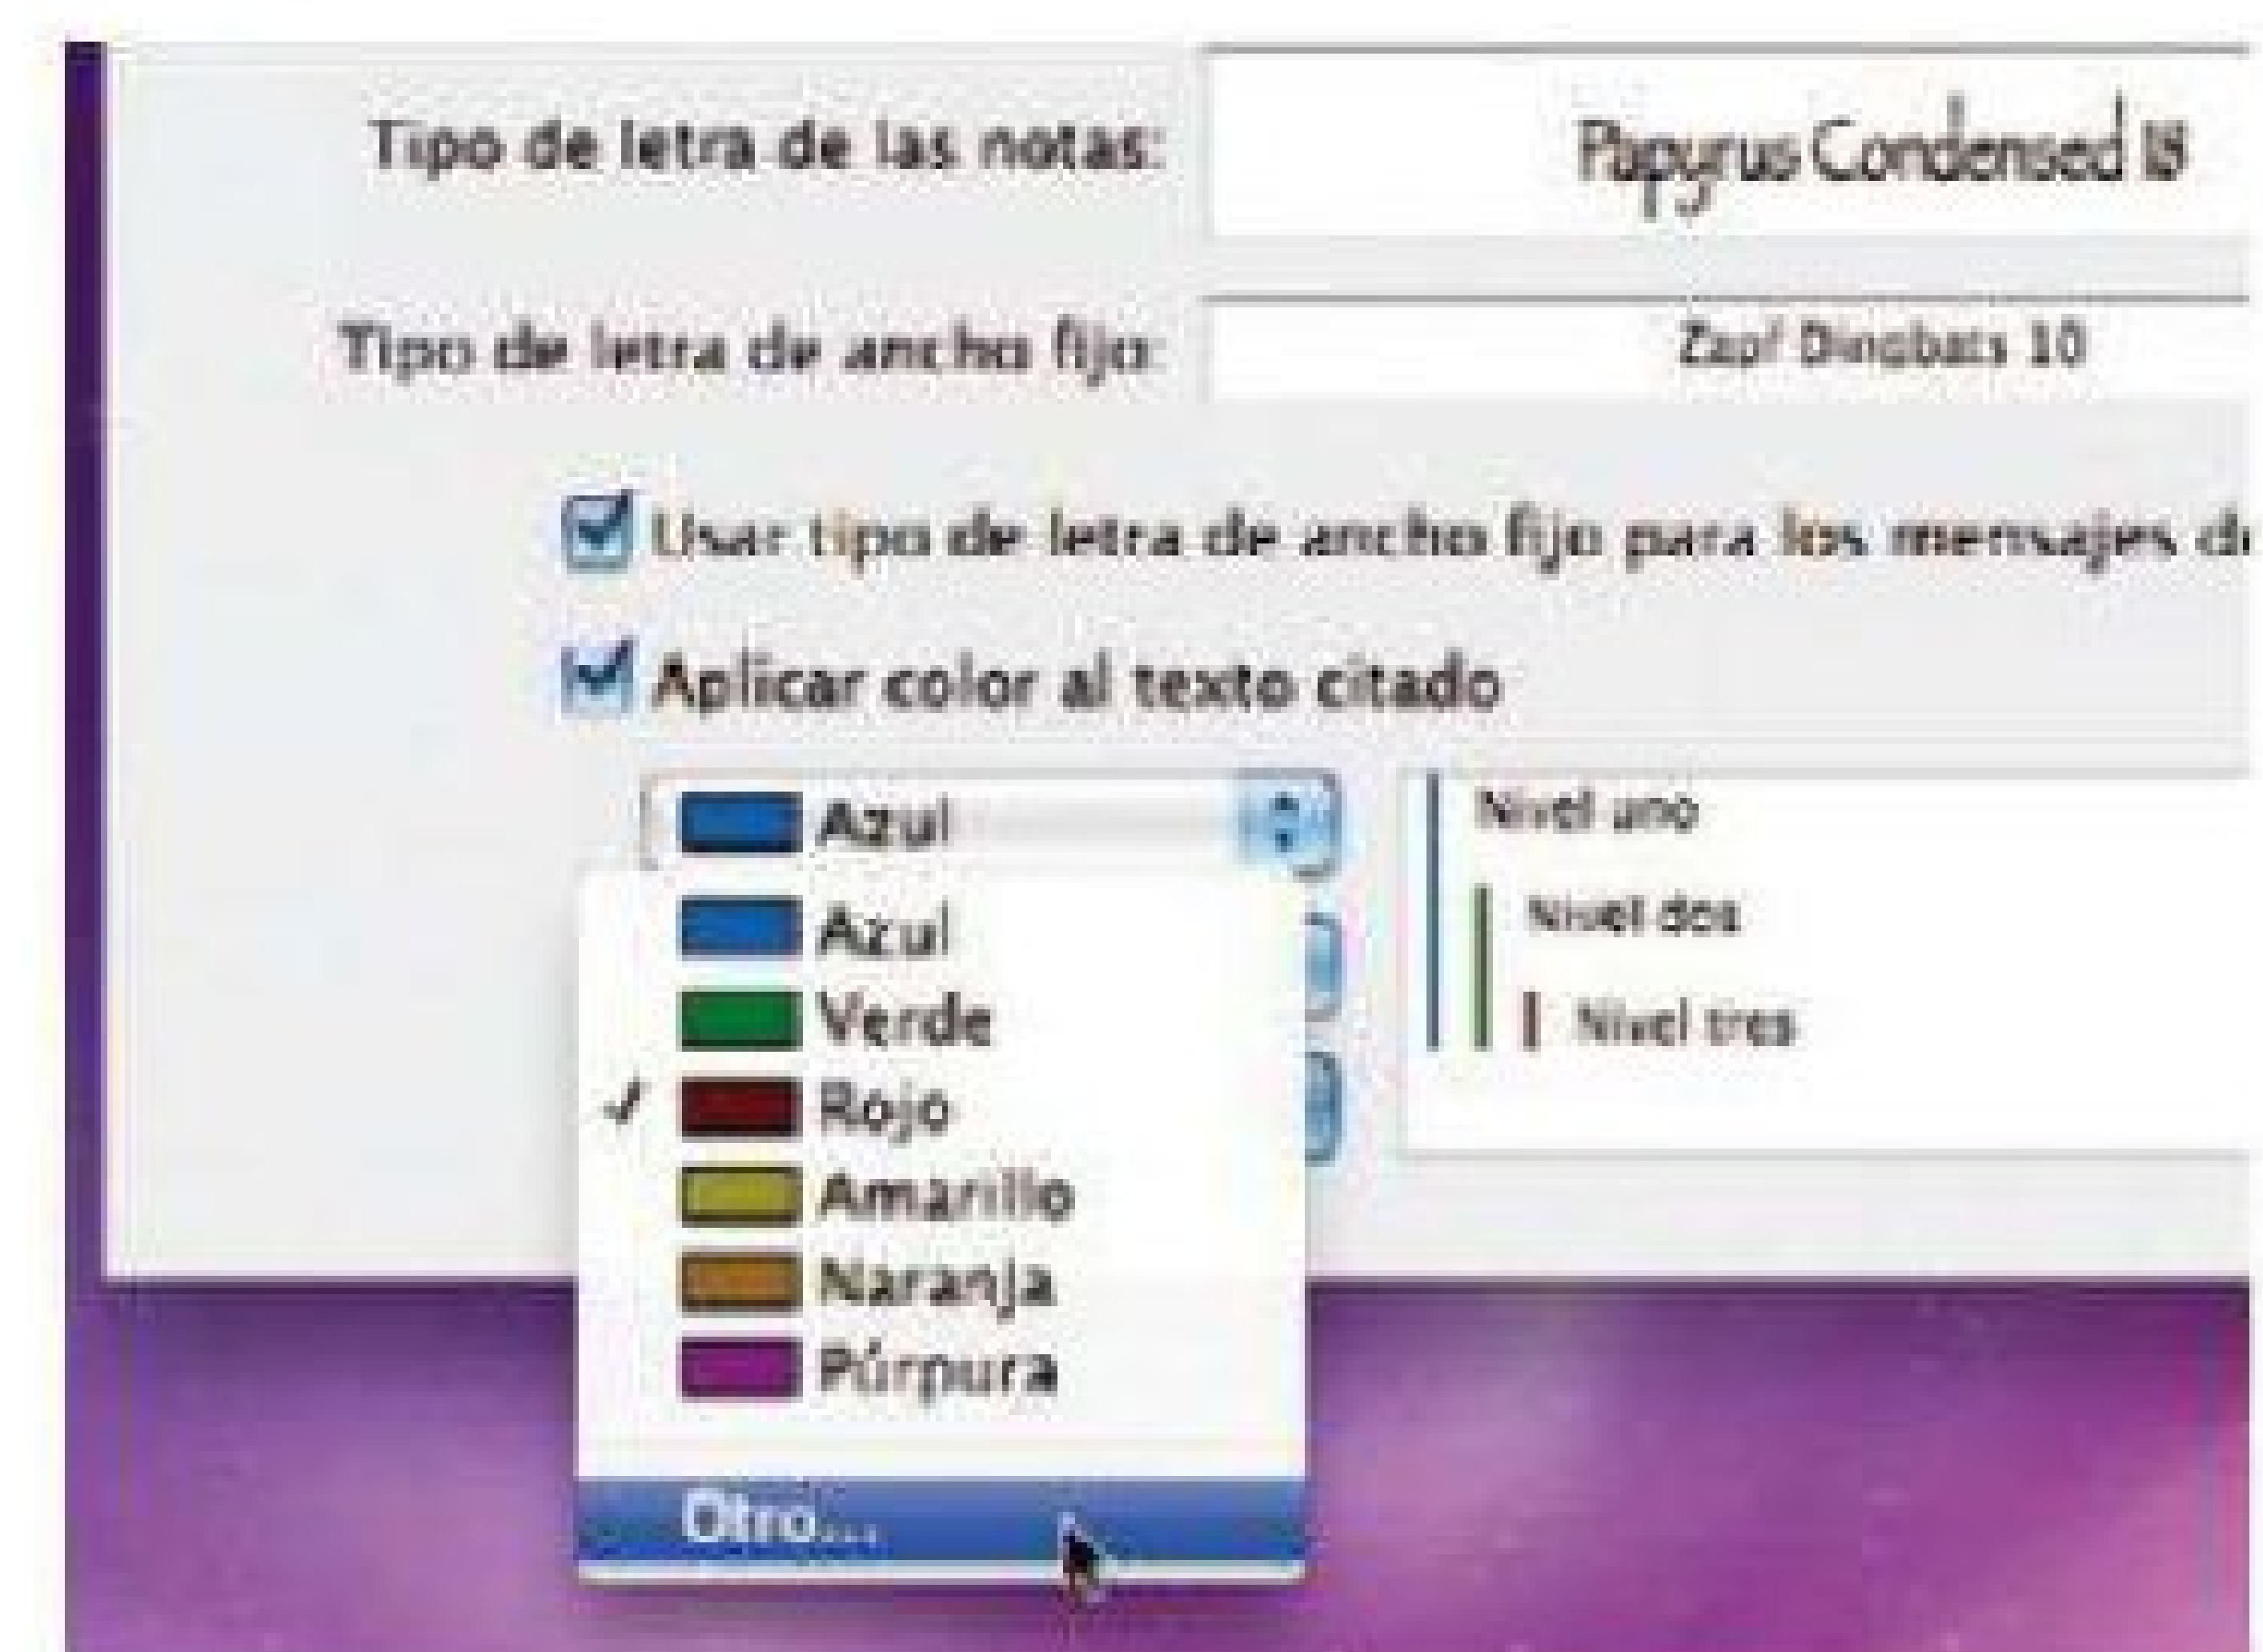 Tipo de letra de las notas:
Papyrus Condensed 18
Tipo de letra de ancho fijo:
Zapf Dingbats 10
Usar tipo de letra de ancho fijo para los mensajes
Aplicar color al texto citado
Azul
Azul
Verde
Rojo
Amarillo
Naranja
Púrpura
Otro...
Nivel uno
Nivel dos
Nivel tres